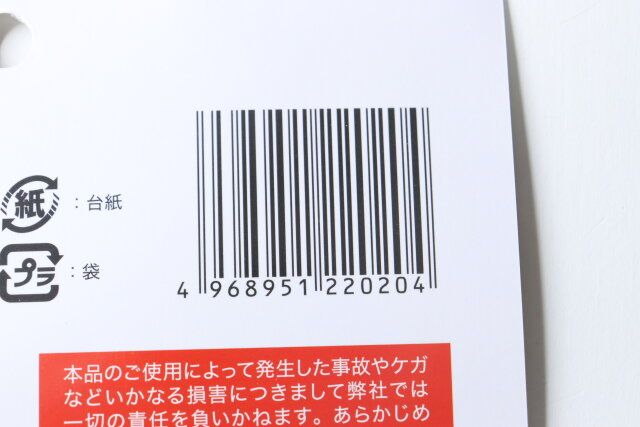 紙
：台紙
プラ
：袋
4 968951 220204
本品のご使用によって発生した事故やケガ
などいかなる損害につきまして弊社では
一切の責任を負いかねます。あらかじめ